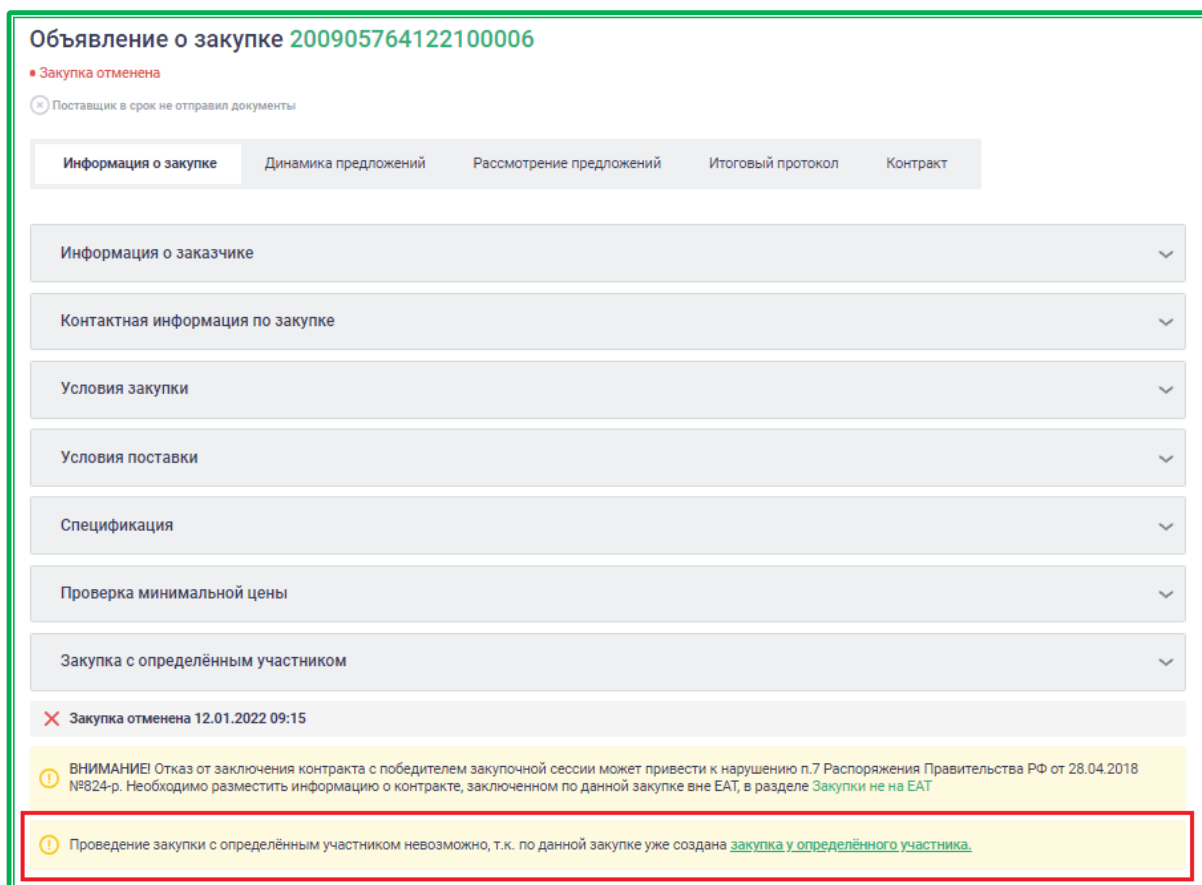 Объявление о закупке 200905764122100006
Закупка отменена
Поставщик в срок не отправил документы
Информация о закупке Динамика предложений Рассмотрение предложений Итоговый протокол Контракт
Информация о заказчике
Контактная информация по закупке
Условия закупки
Условия поставки
Спецификация
Проверка минимальной цены
Закупка с определённым участником
Закупка отменена 12.01.2022 09:15
ВНИМАНИЕ! Отказ от заключения контракта с победителем закупочной сессии может привести к нарушению п.7 Распоряжения Правительства РФ от 28.04.2018
№824-р. Необходимо разместить информацию о контракте, заключенном по данной закупке вне ЕАТ, в разделе Закупки не на ЕАТ
Проведение закупки с определённым участником невозможно, т.к. по данной закупке уже создана закупка у определённого участника.